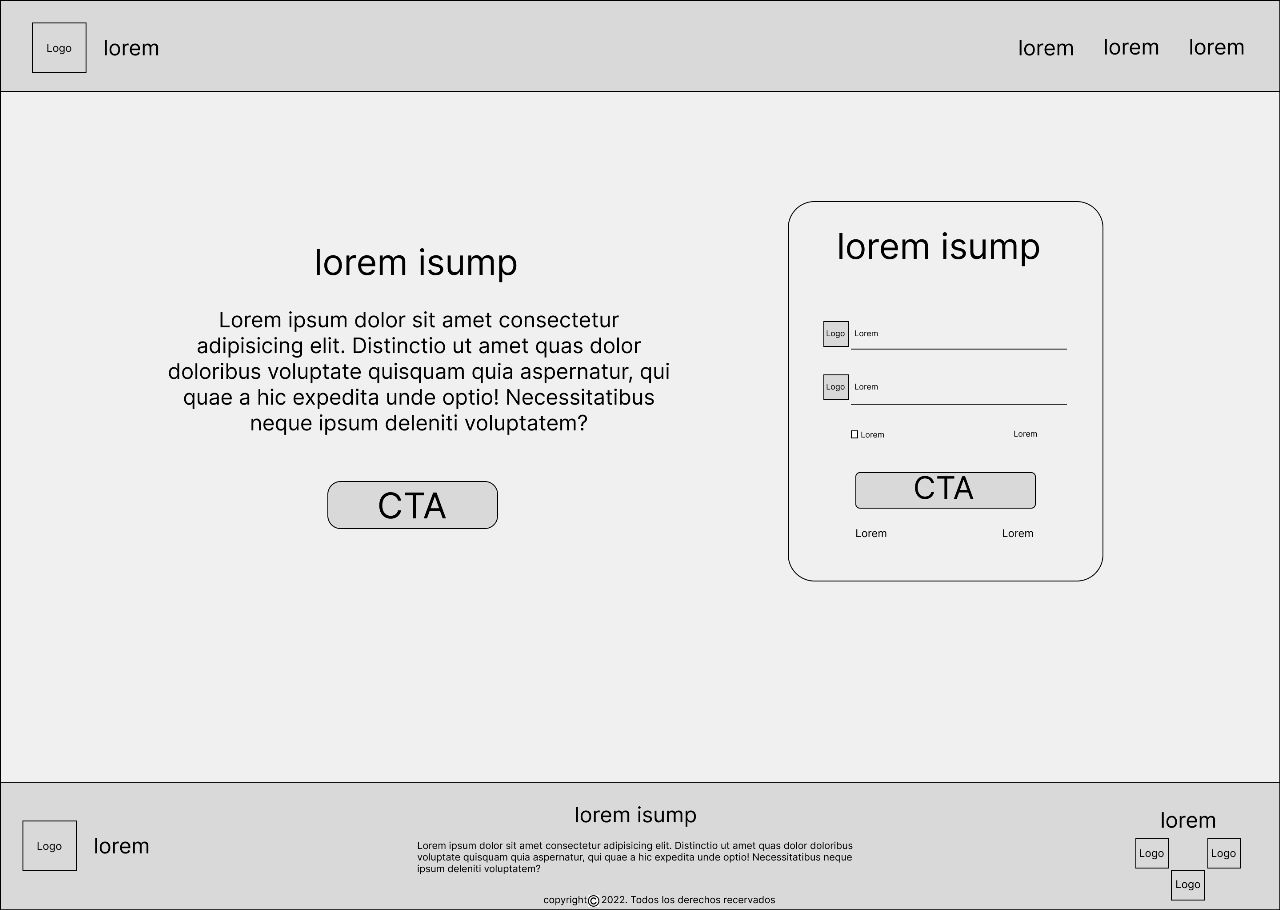 Logo lorem
lorem lorem lorem
lorem isump
Lorem ipsum dolor sit amet consectetur
adipisicing elit. Distinctio ut amet quas dolor
doloribus voluptate quisquam quia aspernatur, qui
quae a hic expedita unde optio! Necessitatibus
neque ipsum deleniti voluptatem?
CTA
lorem isump
Logo Lorem
Logo Lorem
Lorem Lorem
CTA
Lorem Lorem
Logo lorem
lorem isump
Lorem ipsum dolor sit amet consectetur adipisicing elit. Distinctio ut amet quas dolor doloribus
voluptate quisquam quia aspernatur, qui quae a hic expedita unde optio! Necessitatibus neque
ipsum deleniti voluptatem?
copyright© 2022. Todos los derechos recervados
lorem
Logo Logo
Logo